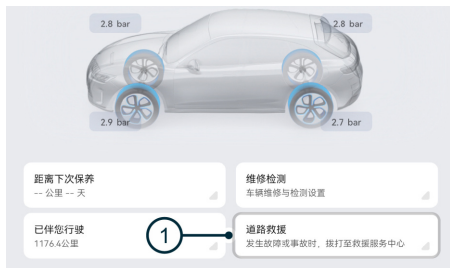 2.8 bar
2.8 bar
2.9 bar
2.7 bar
距离下次保养
-- 公里 -- 天
维修检测
车辆维修与检测设置
已伴您行驶
1176.4公里
1
道路救援
发生故障或事故时，拨打至救援服务中心